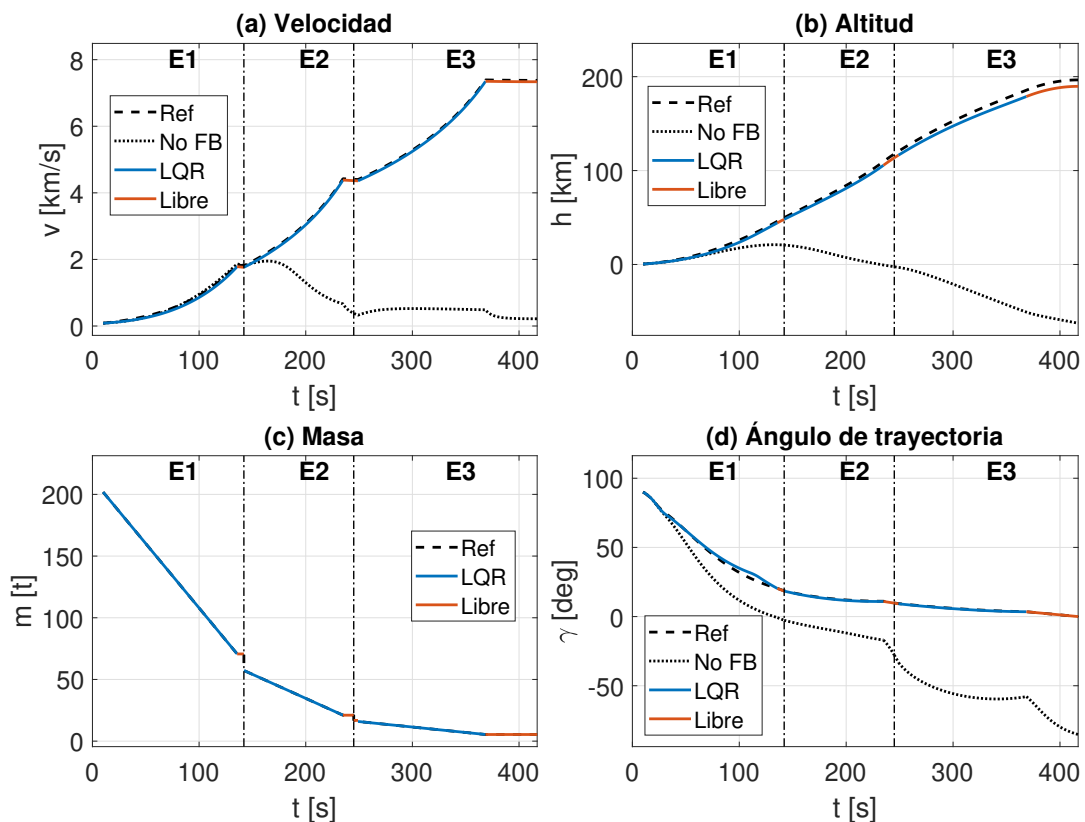 (a) Velocidad
E1 E2 E3
8
6
4
2
0
v [km/s]
Ref
No FB
LQR
Libre
0 100 200 300 400
t [s]
(b) Altitud
E1 E2 E3
200
100
0
h [km]
Ref
No FB
LQR
Libre
0 100 200 300 400
t [s]
(c) Masa
E1 E2 E3
200
150
100
50
0
m [t]
Ref
LQR
Libre
0 100 200 300 400
t [s]
(d) Ángulo de trayectoria
E1 E2 E3
100
50
0
-50
γ [deg]
Ref
No FB
LQR
Libre
0 100 200 300 400
t [s]